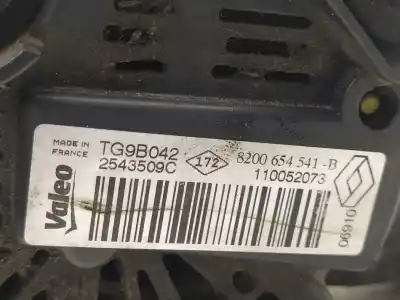 MADE IN
FRANCE
Valeo
TG9B042
2543509C
172
8200 654 541-B
110052073
06910